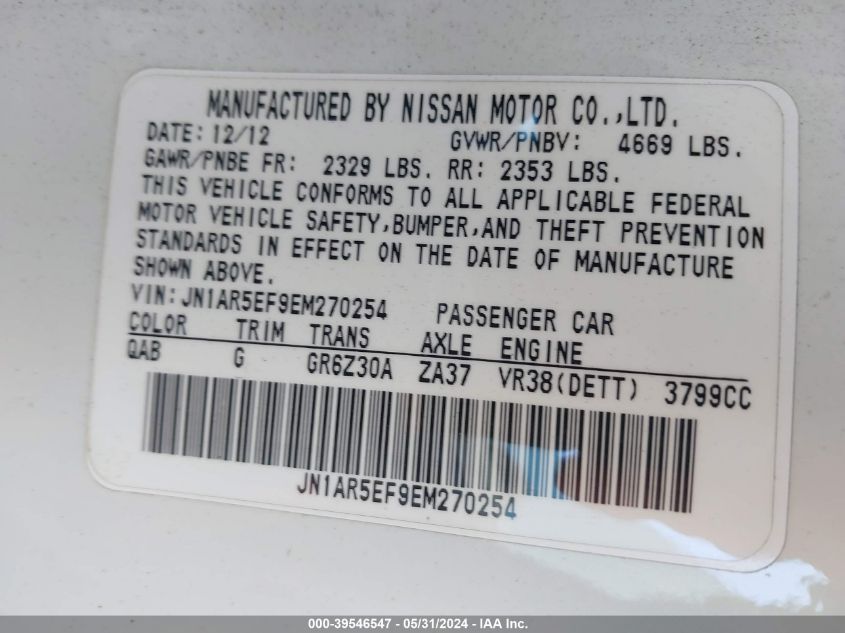 MANUFACTURED BY NISSAN MOTOR CO.,LTD.
DATE: 12/12 GVWR/PNBV: 4669 LBS.
GAWR/PNBE FR: 2329 LBS. RR: 2353 LBS.
THIS VEHICLE CONFORMS TO ALL APPLICABLE FEDERAL
MOTOR VEHICLE SAFETY,BUMPER,AND THEFT PREVENTION
STANDARDS IN EFFECT ON THE DATE OF MANUFACTURE
SHOWN ABOVE.
VIN: JN1AR5EF9EM270254 PASSENGER CAR
COLOR TRIM TRANS AXLE ENGINE
QAB G GR6Z30A ZA37 VR38(DETT) 3799CC
JN1AR5EF9EM270254
000-39546547 - 05/31/2024 - IAA Inc.